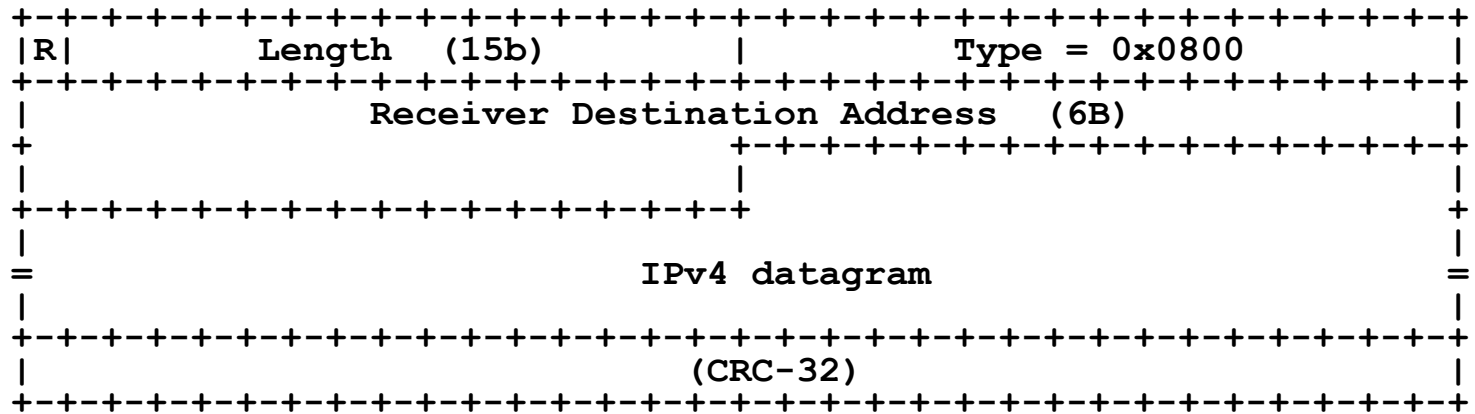 +-+-+-+-+-+-+-+-+-+-+-+-+-+-+-+-+-+-+-+-+-+-+-+-+-+-+-+-+-+-+-+-+
|R|        Length  (15b)        |         Type = 0x0800         |
+-+-+-+-+-+-+-+-+-+-+-+-+-+-+-+-+-+-+-+-+-+-+-+-+-+-+-+-+-+-+-+-+
|               Receiver Destination Address  (6B)              |
+                               +-+-+-+-+-+-+-+-+-+-+-+-+-+-+-+-+
|                               |                               |
+-+-+-+-+-+-+-+-+-+-+-+-+-+-+-+-+                               +
|                                                               |
=                           IPv4 datagram                       =
|                                                               |
+-+-+-+-+-+-+-+-+-+-+-+-+-+-+-+-+-+-+-+-+-+-+-+-+-+-+-+-+-+-+-+-+
|                             (CRC-32)                          |
+-+-+-+-+-+-+-+-+-+-+-+-+-+-+-+-+-+-+-+-+-+-+-+-+-+-+-+-+-+-+-+-+